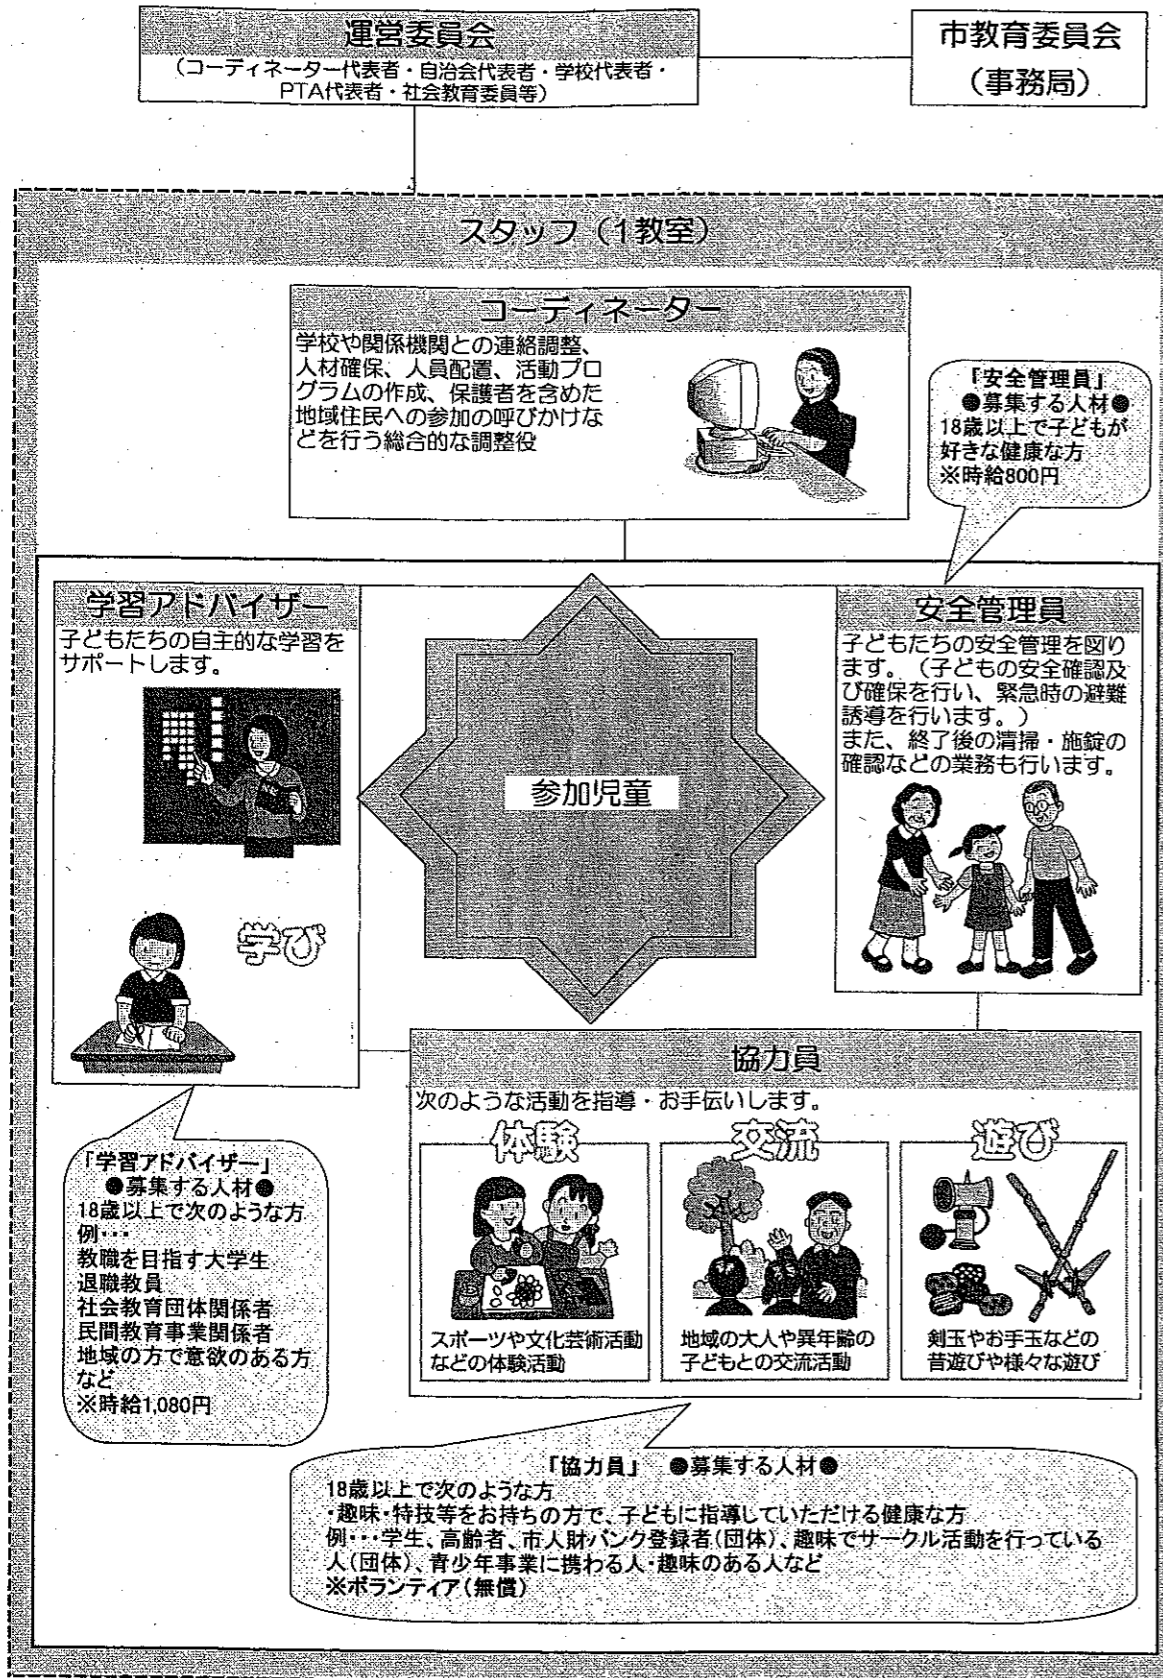 運営委員会
（コーディネーター代表者・自治会代表者・学校代表者・
PTA代表者・社会教育委員等）
市教育委員会
（事務局）
スタッフ（1教室）
コーディネーター
学校や関係機関との連絡調整、
人材確保、人員配置、活動プロ
グラムの作成、保護者を含めた
地域住民への参加の呼びかけな
どを行う総合的な調整役
「安全管理員」
●募集する人材●
18歳以上で子どもが
好きな健康な方
※時給800円
学習アドバイザー
子どもたちの自主的な学習を
サポートします。
学び
参加児童
安全管理員
子どもたちの安全管理を図り
ます。（子どもの安全確認及
び確保を行い、緊急時の避難
誘導を行います。）
また、終了後の清掃・施錠の
確認などの業務も行います。
協力員
次のような活動を指導・お手伝いします。
体験
スポーツや文化芸術活動
などの体験活動
交流
地域の大人や異年齢の
子どもとの交流活動
遊び
剣玉やお手玉などの
昔遊びや様々な遊び
「学習アドバイザー」
●募集する人材●
18歳以上で次のような方
例・・・
教職を目指す大学生
退職教員
社会教育団体関係者
民間教育事業関係者
地域の方で意欲のある方
など
※時給1,080円
「協力員」　●募集する人材●
18歳以上で次のような方
・趣味・特技等をお持ちの方で、子どもに指導していただける健康な方
例・・・学生、高齢者、市人財バンク登録者（団体）、趣味でサークル活動を行っている
人（団体）、青少年事業に携わる人・趣味のある人など
※ボランティア（無償）